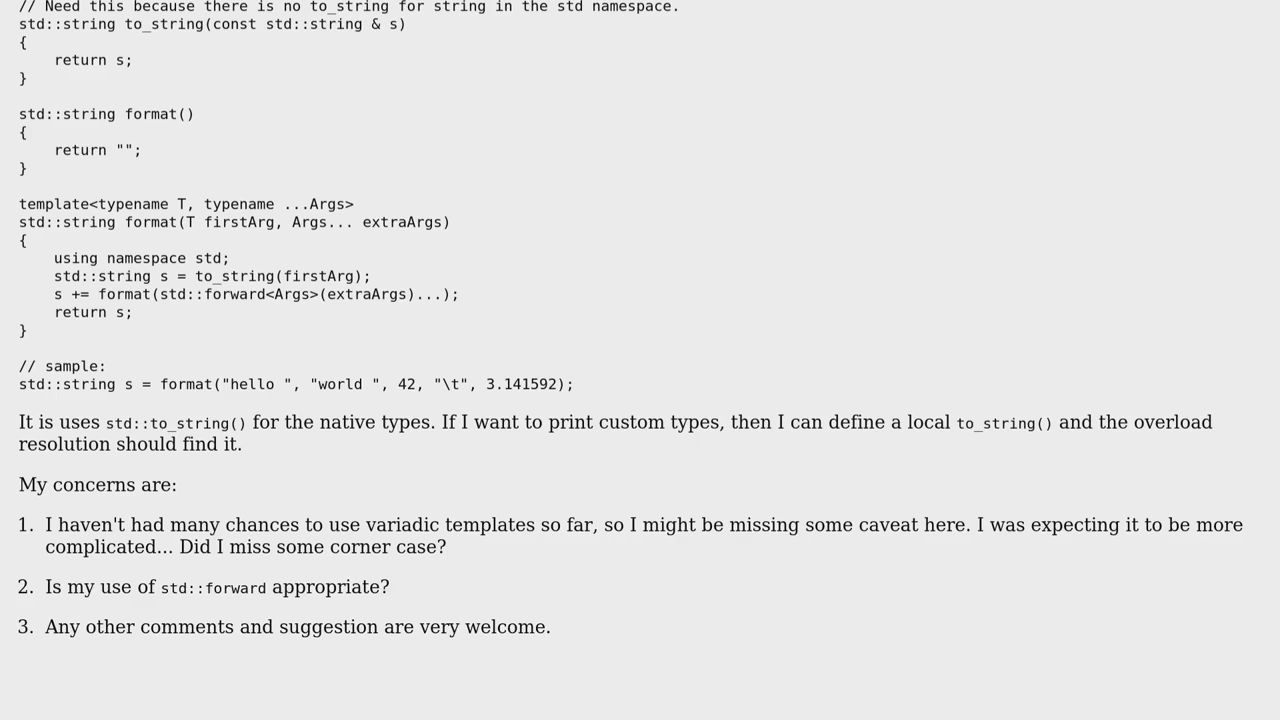 // Need this because there is no to_string for string in the std namespace.
std::string to_string(const std::string & s)
{
    return s;
}

std::string format()
{
    return "";
}

template<typename T, typename ...Args>
std::string format(T firstArg, Args... extraArgs)
{
    using namespace std;
    std::string s = to_string(firstArg);
    s += format(std::forward<Args>(extraArgs)...);
    return s;
}

// sample:
std::string s = format("hello ", "world ", 42, "\t", 3.141592);
It is uses std::to_string() for the native types. If I want to print custom types, then I can define a local to_string() and the overload
resolution should find it.
My concerns are:
1. I haven't had many chances to use variadic templates so far, so I might be missing some caveat here. I was expecting it to be more
complicated... Did I miss some corner case?
2. Is my use of std::forward appropriate?
3. Any other comments and suggestion are very welcome.